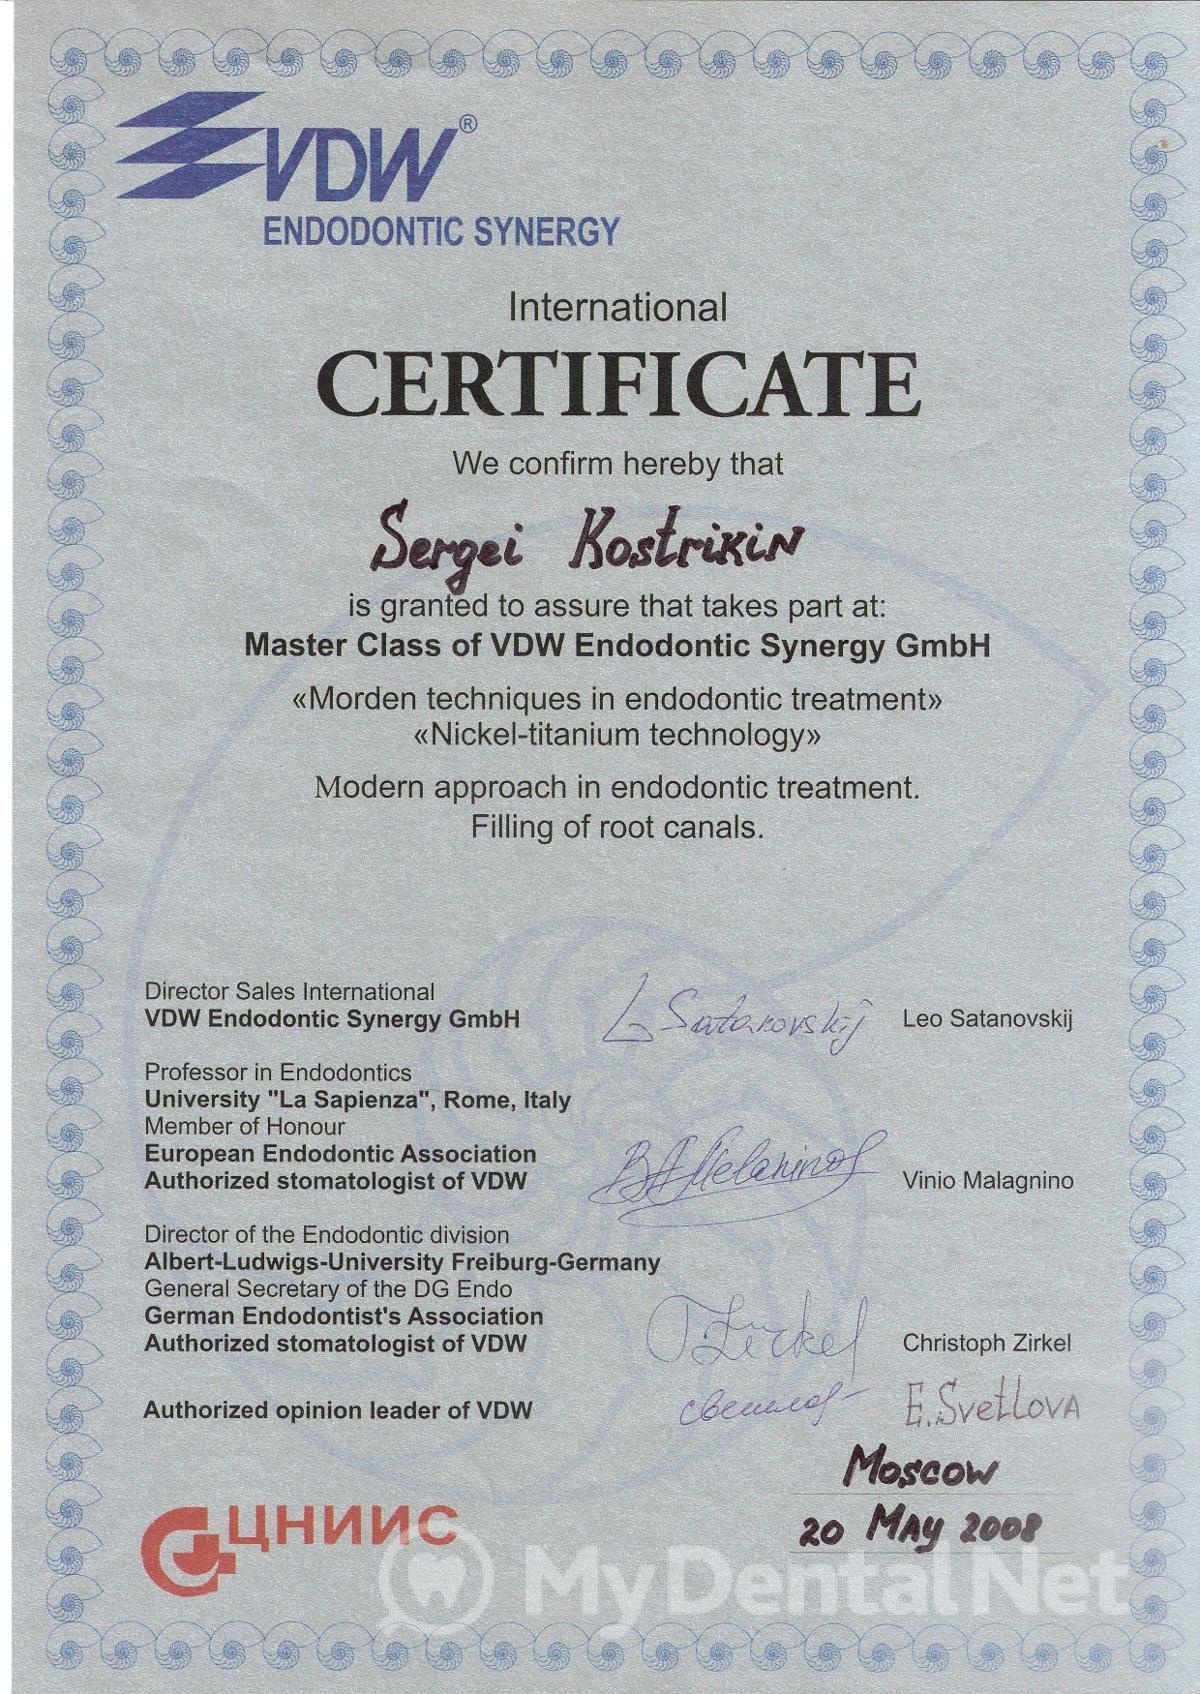 VDW®
ENDODONTIC SYNERGY
International
CERTIFICATE
We confirm hereby that
Sergei Kostrikin
is granted to assure that takes part at:
Master Class of VDW Endodontic Synergy GmbH
«Morden techniques in endodontic treatment»
«Nickel-titanium technology»
Modern approach in endodontic treatment.
Filling of root canals.
Director Sales International
VDW Endodontic Synergy GmbH L Satanovskij Leo Satanovskij
Professor in Endodontics
University "La Sapienza", Rome, Italy
Member of Honour
European Endodontic Association
Authorized stomatologist of VDW Vinio Malagnino
Director of the Endodontic division
Albert-Ludwigs-University Freiburg-Germany
General Secretary of the DG Endo
German Endodontist's Association
Authorized stomatologist of VDW Zirkel Christoph Zirkel
Authorized opinion leader of VDW E. Svetlova
Moscow
20 May 2008
ЦНИИС
MyDentalNet